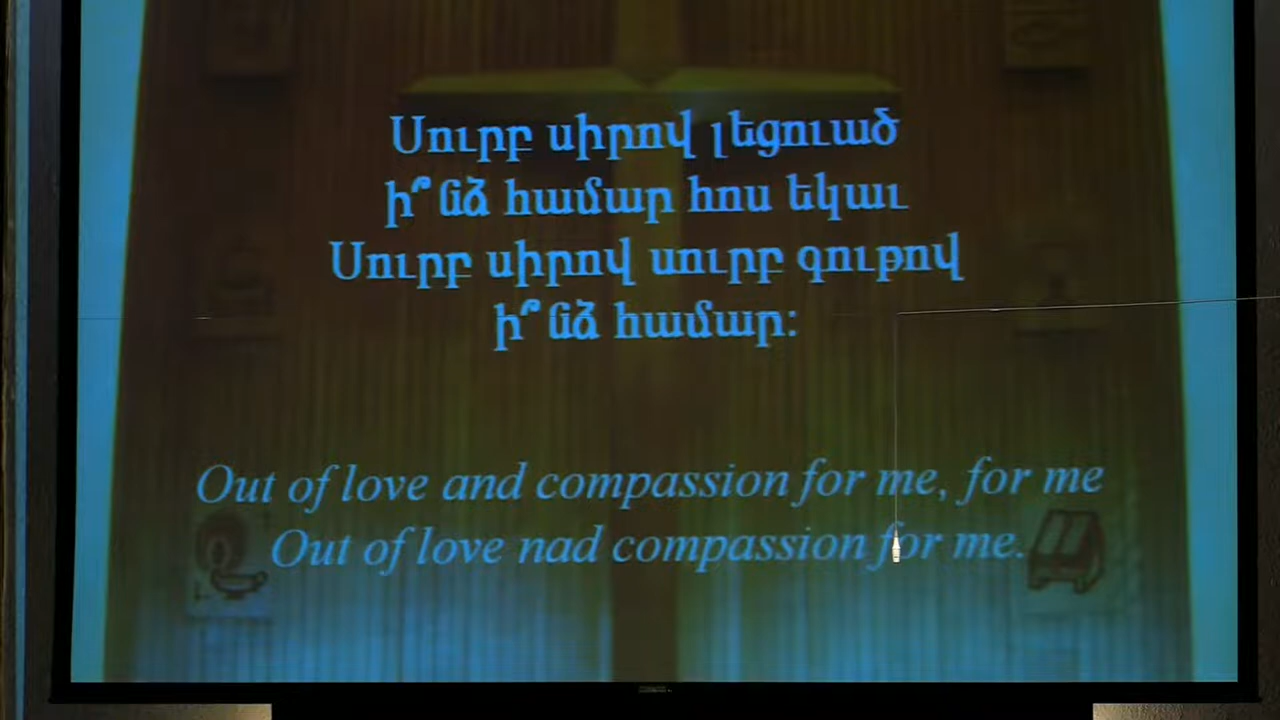 Սուրբ սիրով լեցուած
ի՞նձ համար հոս եկաւ
Սուրբ սիրով սուրբ գութով
ի՞նձ համար։
Out of love and compassion for me, for me
Out of love nad compassion for me.